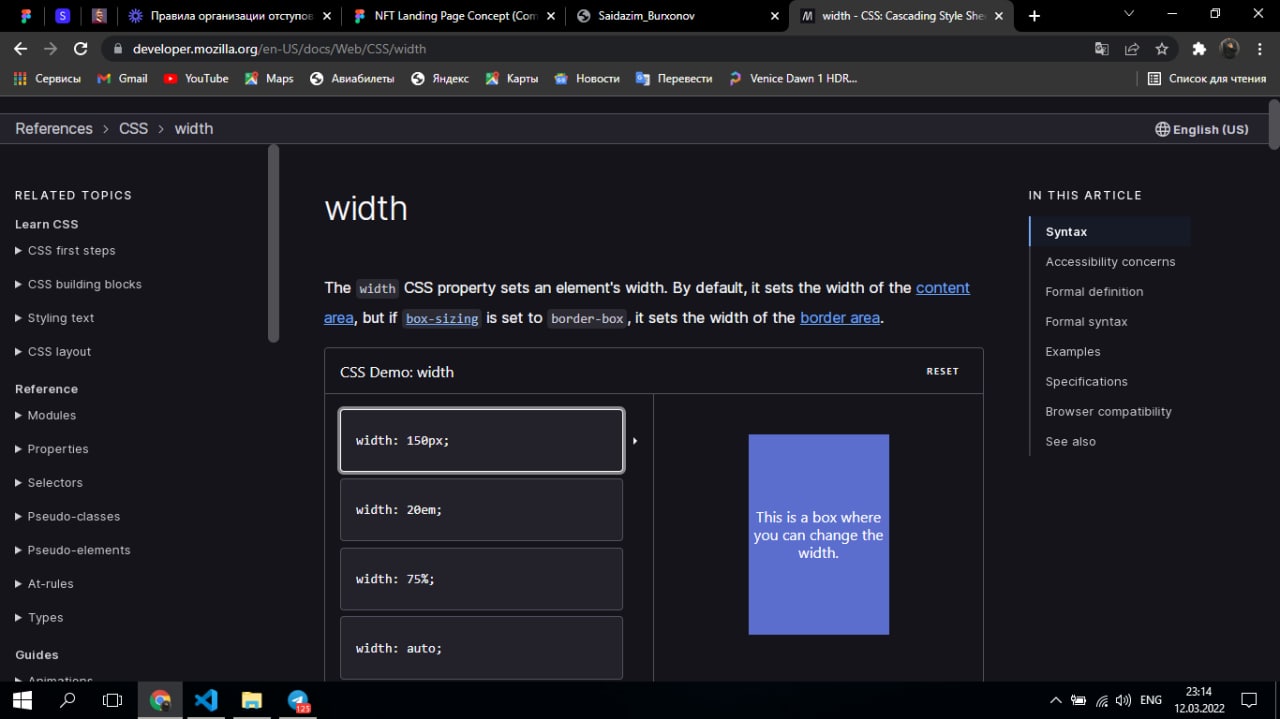 Правила организации отступов
NFT Landing Page Concept (Com
Saidazim_Burxonov
width - CSS: Cascading Style She
developer.mozilla.org/en-US/docs/Web/CSS/width
Сервисы
Gmail
YouTube
Maps
Авиабилеты
Яндекс
Карты
Новости
Перевести
Venice Dawn 1 HDR...
Список для чтения
References > CSS > width
English (US)
RELATED TOPICS
Learn CSS
CSS first steps
CSS building blocks
Styling text
CSS layout
Reference
Modules
Properties
Selectors
Pseudo-classes
Pseudo-elements
At-rules
Types
Guides
Animations
width
The width CSS property sets an element's width. By default, it sets the width of the content
area, but if box-sizing is set to border-box, it sets the width of the border area.
CSS Demo: width
RESET
width: 150px;
width: 20em;
width: 75%;
width: auto;
This is a box where
you can change the
width.
IN THIS ARTICLE
Syntax
Accessibility concerns
Formal definition
Formal syntax
Examples
Specifications
Browser compatibility
See also
125
ENG
23:14
12.03.2022